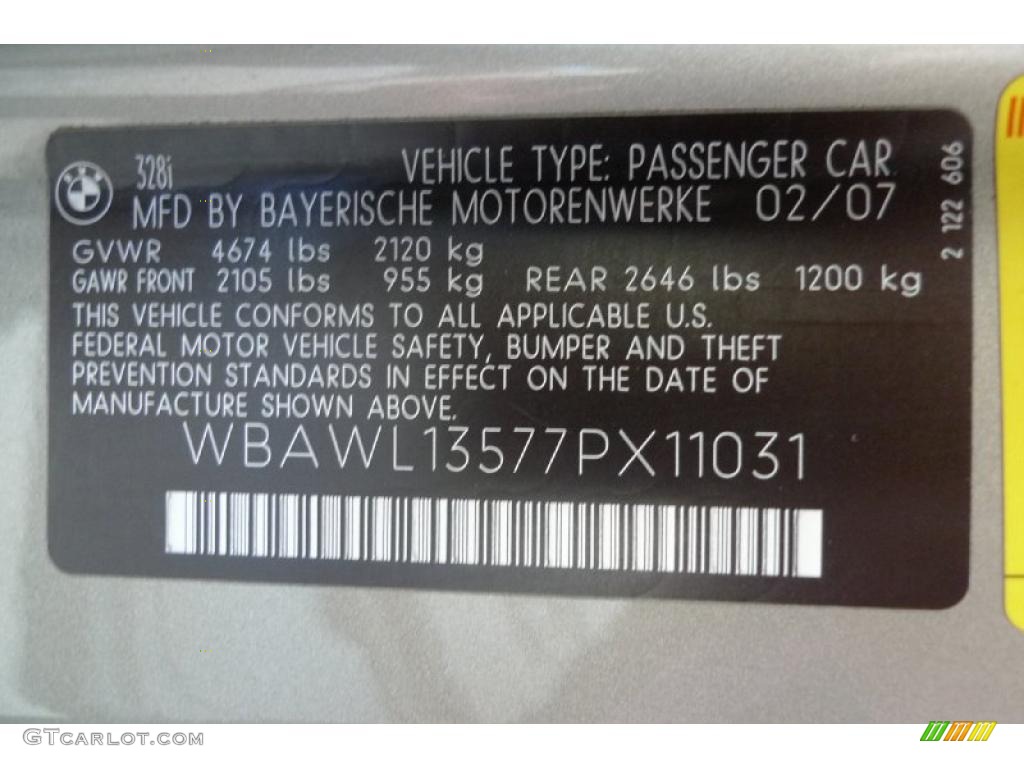 BMW
328i VEHICLE TYPE: PASSENGER CAR
MFD BY BAYERISCHE MOTORENWERKE 02/07
GVWR 4674 lbs 2120 kg
GAWR FRONT 2105 lbs 955 kg REAR 2646 lbs 1200 kg
THIS VEHICLE CONFORMS TO ALL APPLICABLE U.S.
FEDERAL MOTOR VEHICLE SAFETY, BUMPER AND THEFT
PREVENTION STANDARDS IN EFFECT ON THE DATE OF
MANUFACTURE SHOWN ABOVE.
WBAWL13577PX11031
2 122 606
GTCarLot.com